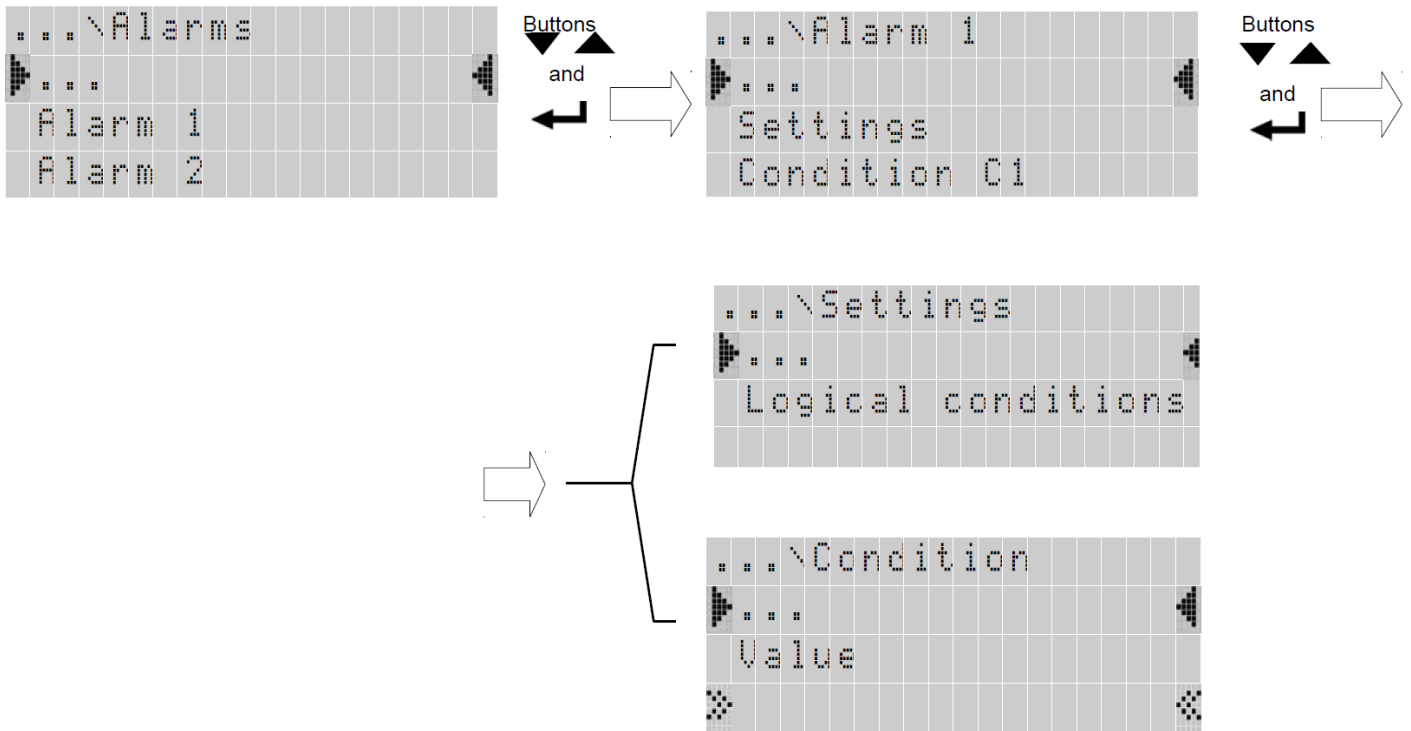 ...\Alarms
...
Alarm 1
Alarm 2
Buttons
and
...\Alarm 1
...
Settings
Condition C1
Buttons
and
...\Settings
...
Logical conditions
...\Condition
...
Value